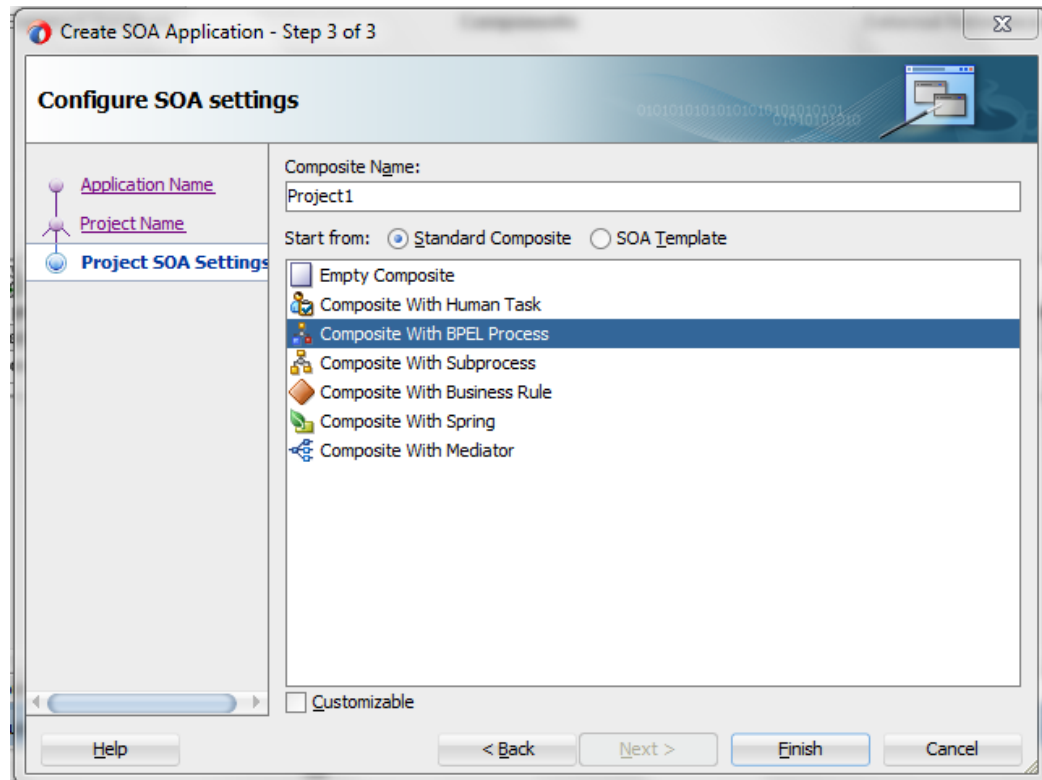 Create SOA Application - Step 3 of 3
Configure SOA settings
Application Name
Project Name
Project SOA Settings
Composite Name:
Project1
Start from: Standard Composite SOA Template
Empty Composite
Composite With Human Task
Composite With BPEL Process
Composite With Subprocess
Composite With Business Rule
Composite With Spring
Composite With Mediator
Customizable
Help < Back Next > Finish Cancel